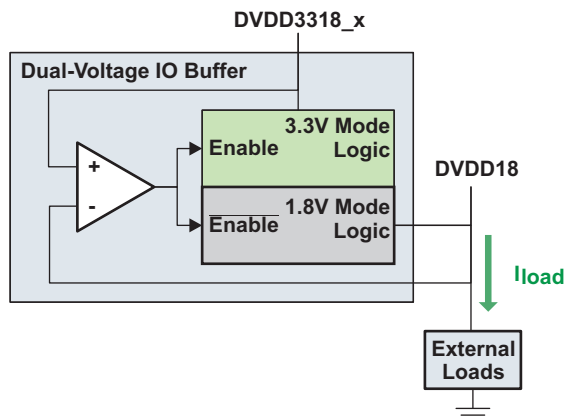 DVDD3318_x
Dual-Voltage IO Buffer
+
-
3.3V Mode
Logic
Enable
1.8V Mode
Logic
Enable
DVDD18
Iload
External
Loads